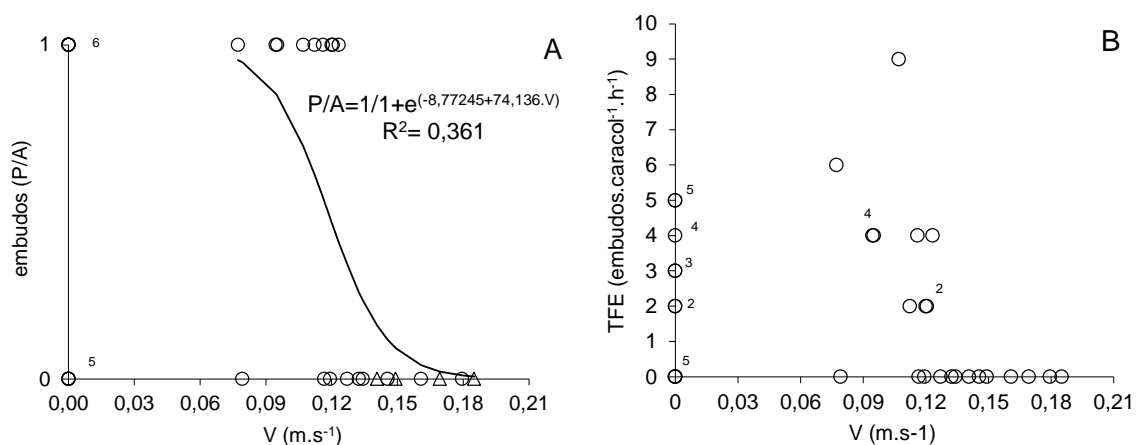 A
embudos (P/A)
1
0
6
5
P/A=1/1+e(-8,77245+74,136.V)
R2= 0,361
0,00 0,03 0,06 0,09 0,12 0,15 0,18 0,21
V (m.s-1)
B
TFE (embudos.caracol-1.h-1)
10
9
8
7
6
5
4
3
2
1
0
5
4
4
3
2
2
5
0 0,03 0,06 0,09 0,12 0,15 0,18 0,21
V (m.s-1)